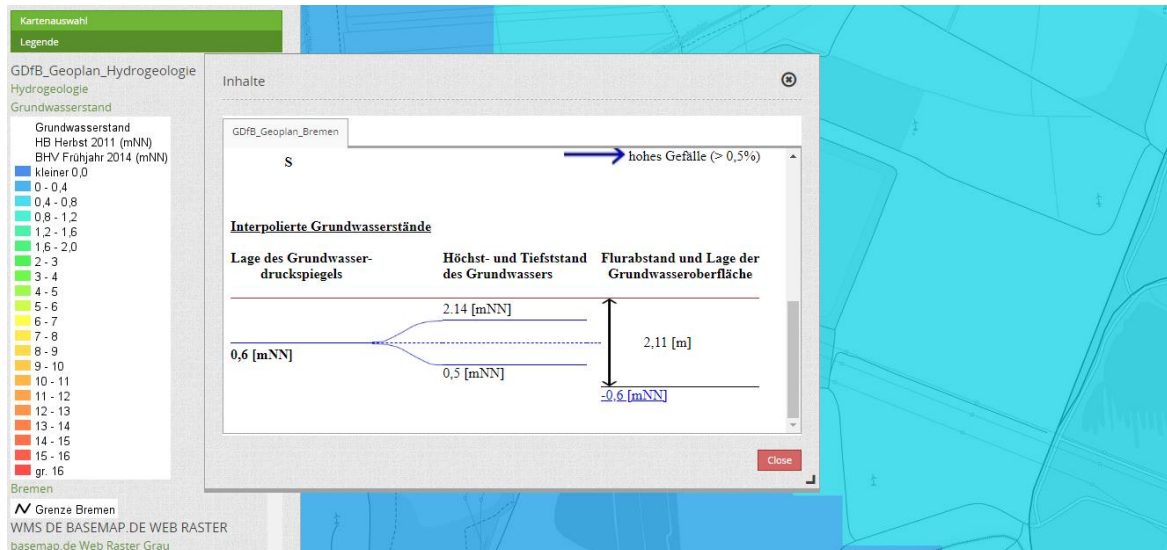 Kartenauswahl
Legende
GDfB_Geoplan_Hydrogeologie
Hydrogeologie
Grundwasserstand
Grundwasserstand
HB Herbst 2011 (mNN)
BHV Frühjahr 2014 (mNN)
kleiner 0,0
0 - 0,4
0,4 - 0,8
0,8 - 1,2
1,2 - 1,6
1,6 - 2,0
2 - 3
3 - 4
4 - 5
5 - 6
6 - 7
7 - 8
8 - 9
9 - 10
10 - 11
11 - 12
12 - 13
13 - 14
14 - 15
15 - 16
gr. 16
Bremen
Grenze Bremen
WMS DE BASEMAP.DE WEB RASTER
basemap.de Web Raster Grau
Inhalte
GDfB_Geoplan_Bremen
S
hohes Gefälle (> 0,5%)
Interpolierte Grundwasserstände
Lage des Grundwasser-
druckspiegels
Höchst- und Tiefststand
des Grundwassers
Flurabstand und Lage der
Grundwasseroberfläche
2.14 [mNN]
0,6 [mNN]
0,5 [mNN]
2,11 [m]
-0,6 [mNN]
Close